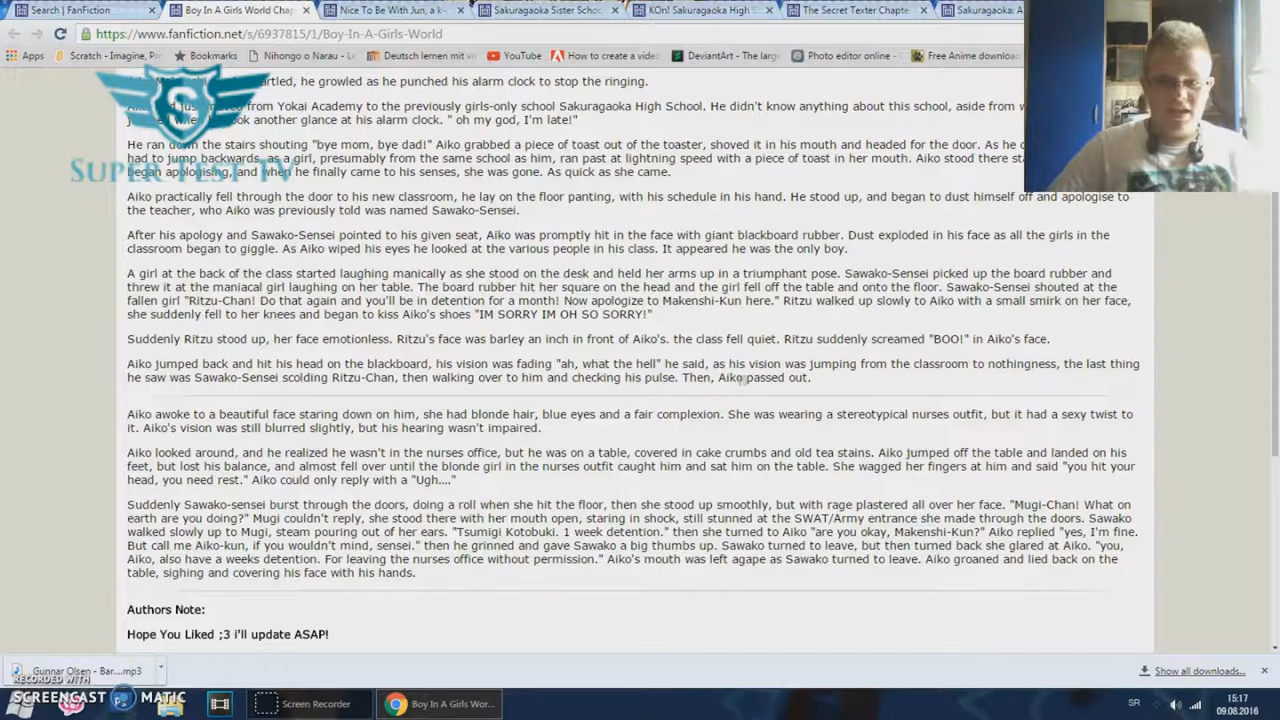 Search | FanFiction
Boy In A Girls World Chap
Nice To Be With Jun, a k-
Sakuragaoka Sister Schoo
KOn! Sakuragaoka High S
The Secret Texter Chapte
Sakuragaoka: A
https://www.fanfiction.net/s/6937815/1/Boy-In-A-Girls-World
Apps
Scratch - Imagine, Pr
Bookmarks
Nihongo o Narau - L
Deutsch lernen mit
YouTube
How to create a video
DeviantArt - The large
Photo editor online -
Free Anime download
artled, he growled as he punched his alarm clock to stop the ringing.
from Yokai Academy to the previously girls-only school Sakuragaoka High School. He didn't know anything about this school, aside from
ook another glance at his alarm clock. " oh my god, I'm late!"
He ran down the stairs shouting "bye mom, bye dad!" Aiko grabbed a piece of toast out of the toaster, shoved it in his mouth and headed for the door. As he
had to jump backwards, as a girl, presumably from the same school as him, ran past at lightning speed with a piece of toast in her mouth. Aiko stood there
began apologising, and when he finally came to his senses, she was gone. As quick as she came.
Aiko practically fell through the door to his new classroom, he lay on the floor panting, with his schedule in his hand. He stood up, and began to dust himself off and apologise to
the teacher, who Aiko was previously told was named Sawako-Sensei.
After his apology and Sawako-Sensei pointed to his given seat, Aiko was promptly hit in the face with giant blackboard rubber. Dust exploded in his face as all the girls in the
classroom began to giggle. As Aiko wiped his eyes he looked at the various people in his class. It appeared he was the only boy.
A girl at the back of the class started laughing manically as she stood on the desk and held her arms up in a triumphant pose. Sawako-Sensei picked up the board rubber and
threw it at the maniacal girl laughing on her table. The board rubber hit her square on the head and the girl fell off the table and onto the floor. Sawako-Sensei shouted at the
fallen girl "Ritzu-Chan! Do that again and you'll be in detention for a month! Now apologize to Makenshi-Kun here." Ritzu walked up slowly to Aiko with a small smirk on her face,
she suddenly fell to her knees and began to kiss Aiko's shoes "IM SORRY IM OH SO SORRY!"
Suddenly Ritzu stood up, her face emotionless. Ritzu's face was barley an inch in front of Aiko's. the class fell quiet. Ritzu suddenly screamed "BOO!" in Aiko's face.
Aiko jumped back and hit his head on the blackboard, his vision was fading "ah, what the hell" he said, as his vision was jumping from the classroom to nothingness, the last thing
he saw was Sawako-Sensei scolding Ritzu-Chan, then walking over to him and checking his pulse. Then, Aiko passed out.
Aiko awoke to a beautiful face staring down on him, she had blonde hair, blue eyes and a fair complexion. She was wearing a stereotypical nurses outfit, but it had a sexy twist to
it. Aiko's vision was still blurred slightly, but his hearing wasn't impaired.
Aiko looked around, and he realized he wasn't in the nurses office, but he was on a table, covered in cake crumbs and old tea stains. Aiko jumped off the table and landed on his
feet, but lost his balance, and almost fell over until the blonde girl in the nurses outfit caught him and sat him on the table. She wagged her fingers at him and said "you hit your
head, you need rest." Aiko could only reply with a "Ugh...."
Suddenly Sawako-sensei burst through the doors, doing a roll when she hit the floor, then she stood up smoothly, but with rage plastered all over her face. "Mugi-Chan! What on
earth are you doing?" Mugi couldn't reply, she stood there with her mouth open, staring in shock, still stunned at the SWAT/Army entrance she made through the doors. Sawako
walked slowly up to Mugi, steam pouring out of her ears. "Tsumigi Kotobuki. 1 week detention." then she turned to Aiko "are you okay, Makenshi-Kun?" Aiko replied "yes, I'm fine.
But call me Aiko-kun, if you wouldn't mind, sensei." then he grinned and gave Sawako a big thumbs up. Sawako turned to leave, but then turned back she glared at Aiko. "you,
Aiko, also have a weeks detention. For leaving the nurses office without permission." Aiko's mouth was left agape as Sawako turned to leave. Aiko groaned and lied back on the
table, sighing and covering his face with his hands.
Authors Note:
Hope You Liked ;3 i'll update ASAP!
SUPER TEST TV
Gunnar Olsen - Bar....mp3
Show all downloads...
RECORDED WITH
SCREENCAST MATIC
Screen Recorder
Boy In A Girls Wor...
SR
15:17
09.08.2016